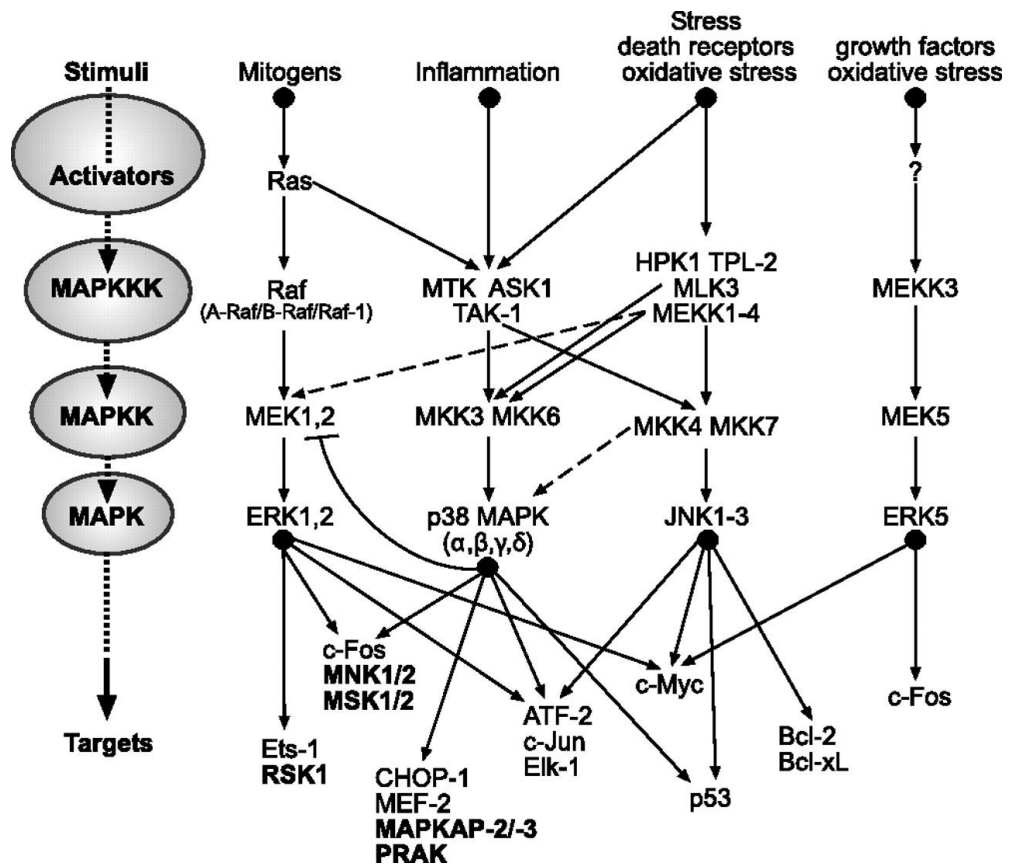 Stress
death receptors
growth factors
Stimuli
Mitogens
Inflammation
oxidative stress
oxidative stress
Activators
?
Ras
HPK1 TPL-2
MAPKKK
Raf
MTK ASK1
MLK3
MEKK3
(A-Raf/B-Raf/Raf-1)
TAK-1
MEKK1-4
MAPKK
MEK1,2
MKK3 MKK6
MKK4 MKK7
MEK5
MAPK
ERK1,2
p38 MAPK
JNK1-3
ERK5
(α,β,γ,δ)
c-Fos
MNK1/2
MSK1/2
c-Myc
c-Fos
Targets
Ets-1
RSK1
ATF-2
c-Jun
Elk-1
Bcl-2
Bcl-xL
CHOP-1
MEF-2
MAPKAP-2/-3
PRAK
p53